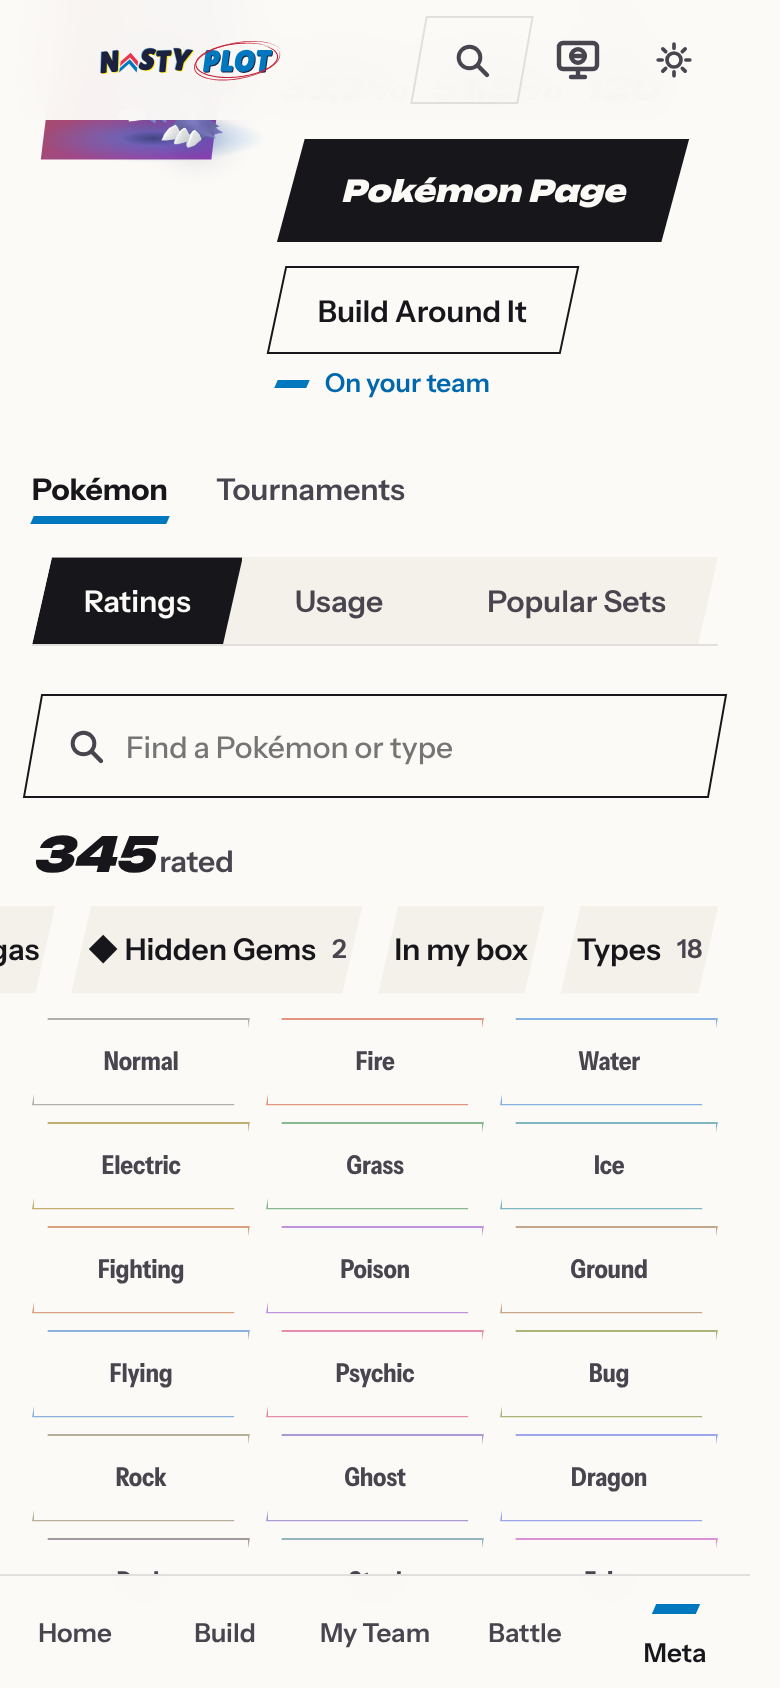 NASTY PLOT
Pokémon Page
Build Around It
On your team
Pokémon Tournaments
Ratings Usage Popular Sets
Find a Pokémon or type
345 rated
gas ◆ Hidden Gems 2 In my box Types 18
Normal Fire Water
Electric Grass Ice
Fighting Poison Ground
Flying Psychic Bug
Rock Ghost Dragon
Home Build My Team Battle Meta